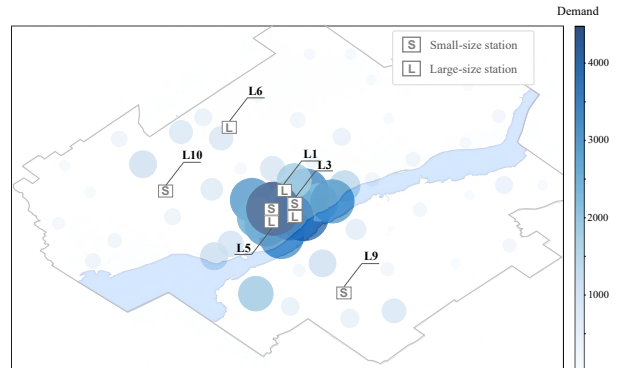 Demand
S Small-size station
L Large-size station
4000
L6
L
3000
L10
L1
L3
S
L
S
S
L
L
2000
L5
L9
S
1000